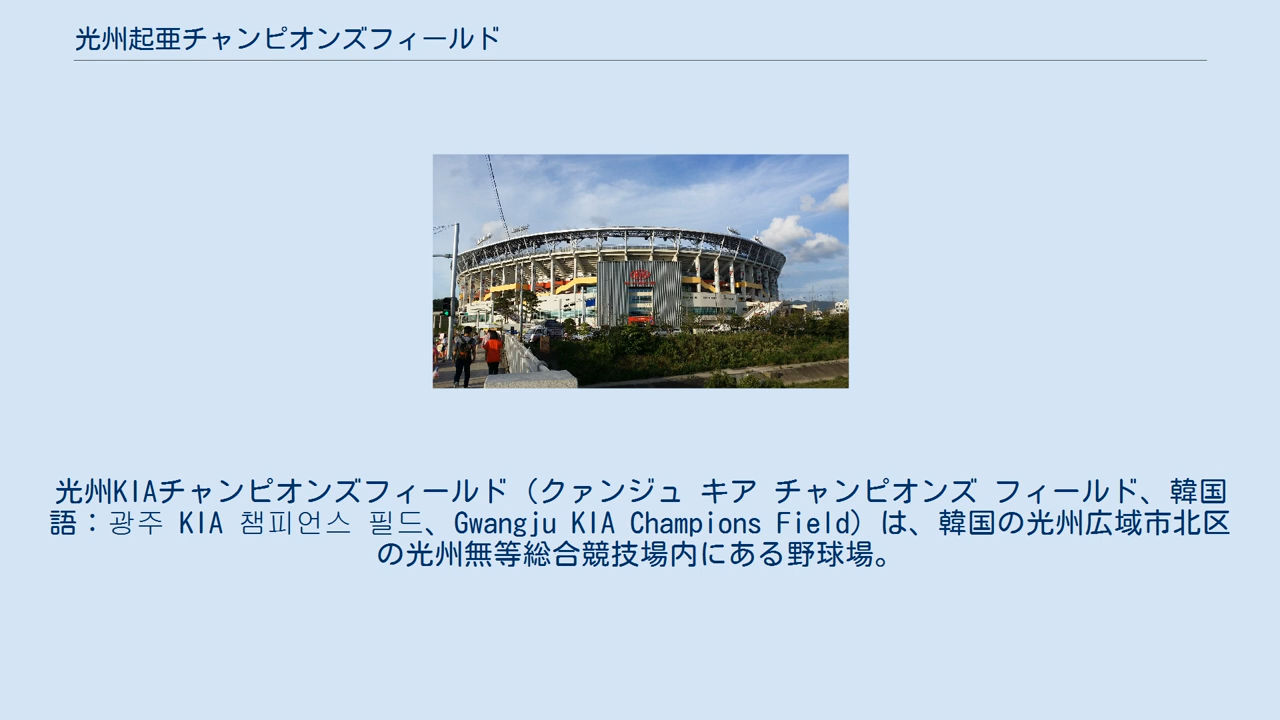 光州起亜チャンピオンズフィールド
光州KIAチャンピオンズフィールド（クァンジュ キア チャンピオンズ フィールド、韓国
語：광주 KIA 챔피언스 필드、Gwangju KIA Champions Field）は、韓国の光州広域市北区
の光州無等総合競技場内にある野球場。